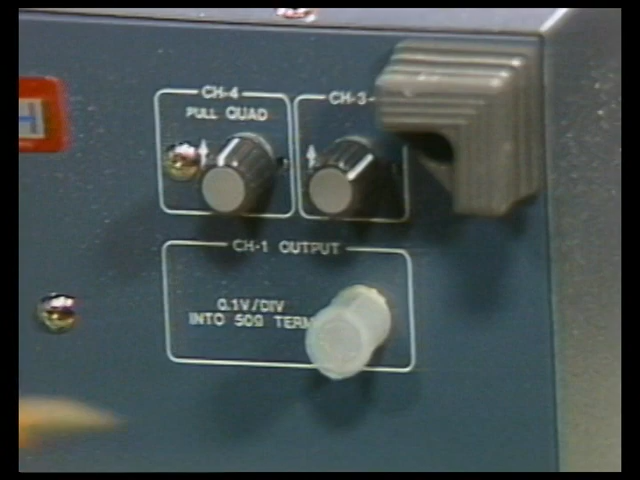 CH-4
PULL QUAD
CH-3
CH-1 OUTPUT
0.1V/DIV
INTO 50Ω TERM